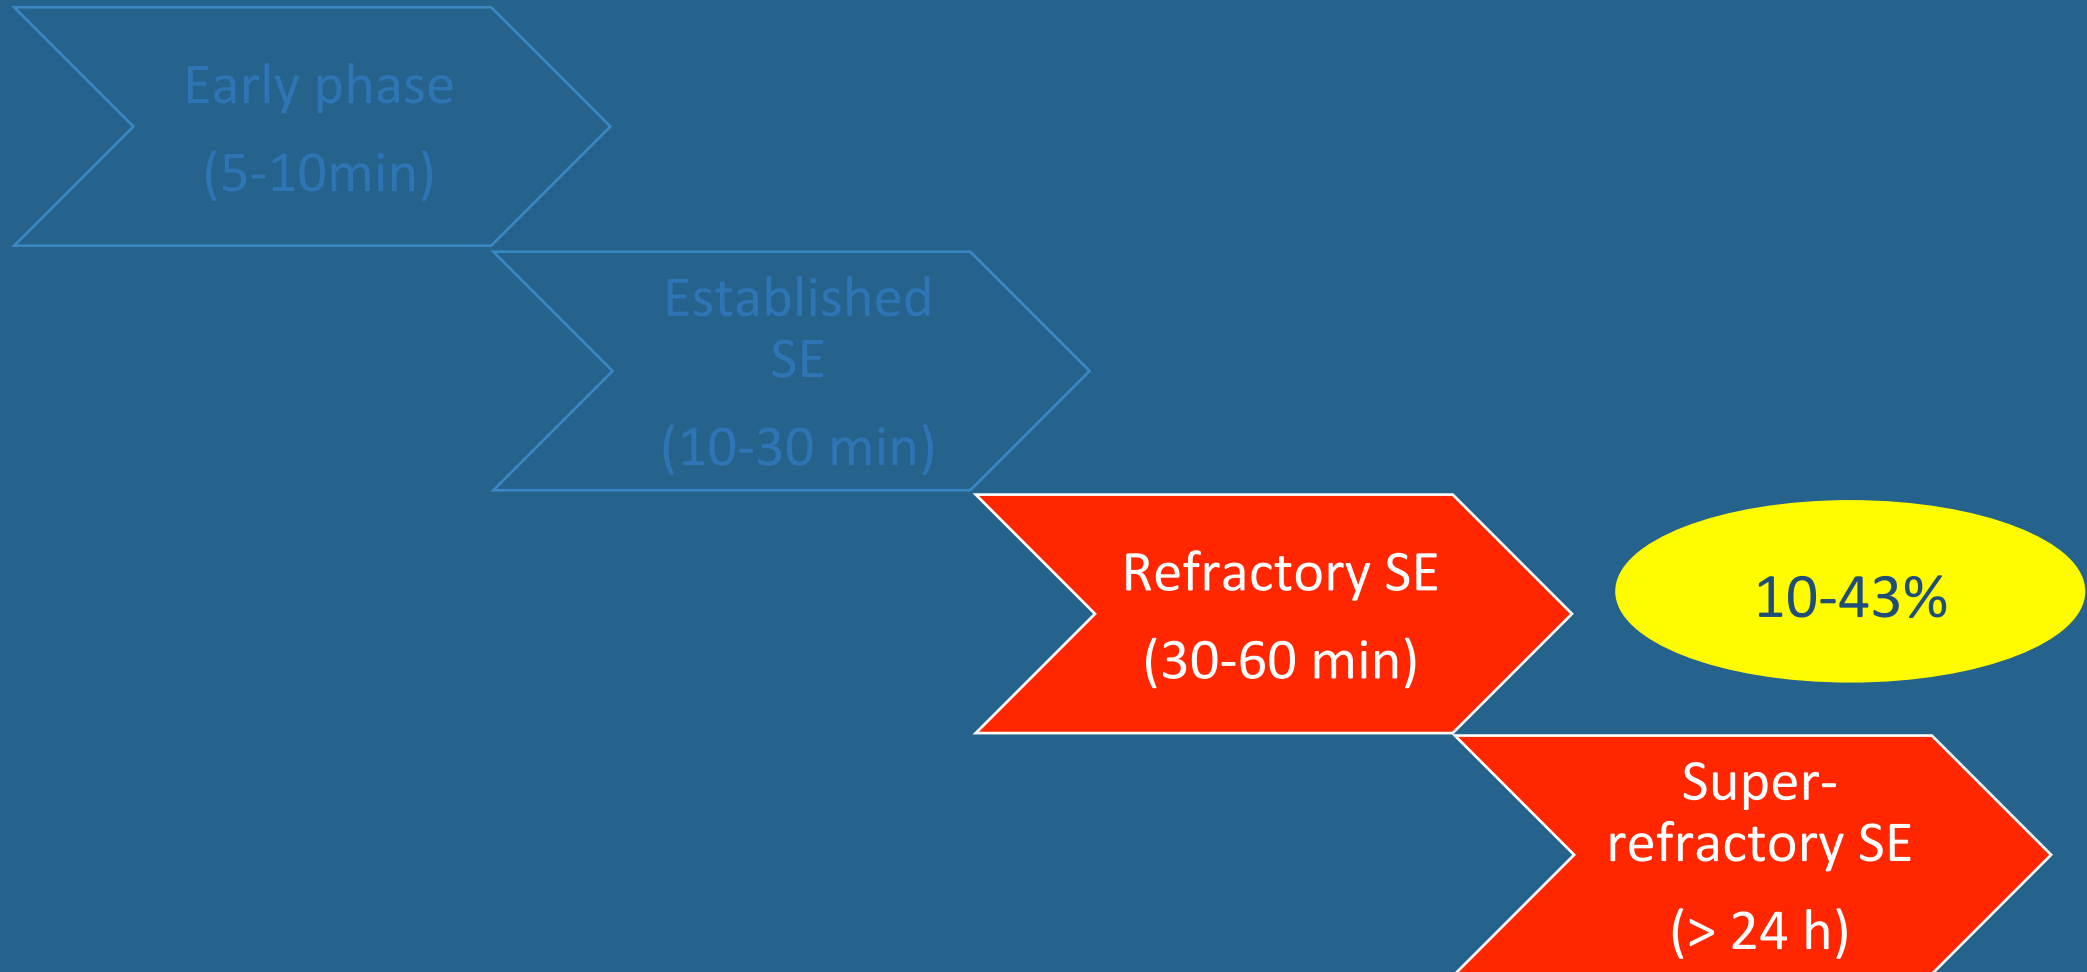 Early phase
(5-10min)
Established
SE
(10-30 min)
Refractory SE
(30-60 min)
10-43%
Super-
refractory SE
(> 24 h)